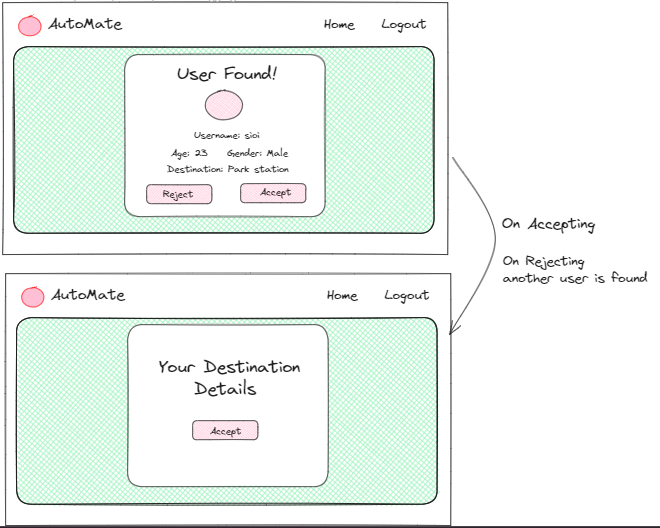 AutoMate Home Logout
User Found!
Username: sioi
Age: 23 Gender: Male
Destination: Park station
Reject Accept
On Accepting
On Rejecting
another user is found
AutoMate Home Logout
Your Destination
Details
Accept